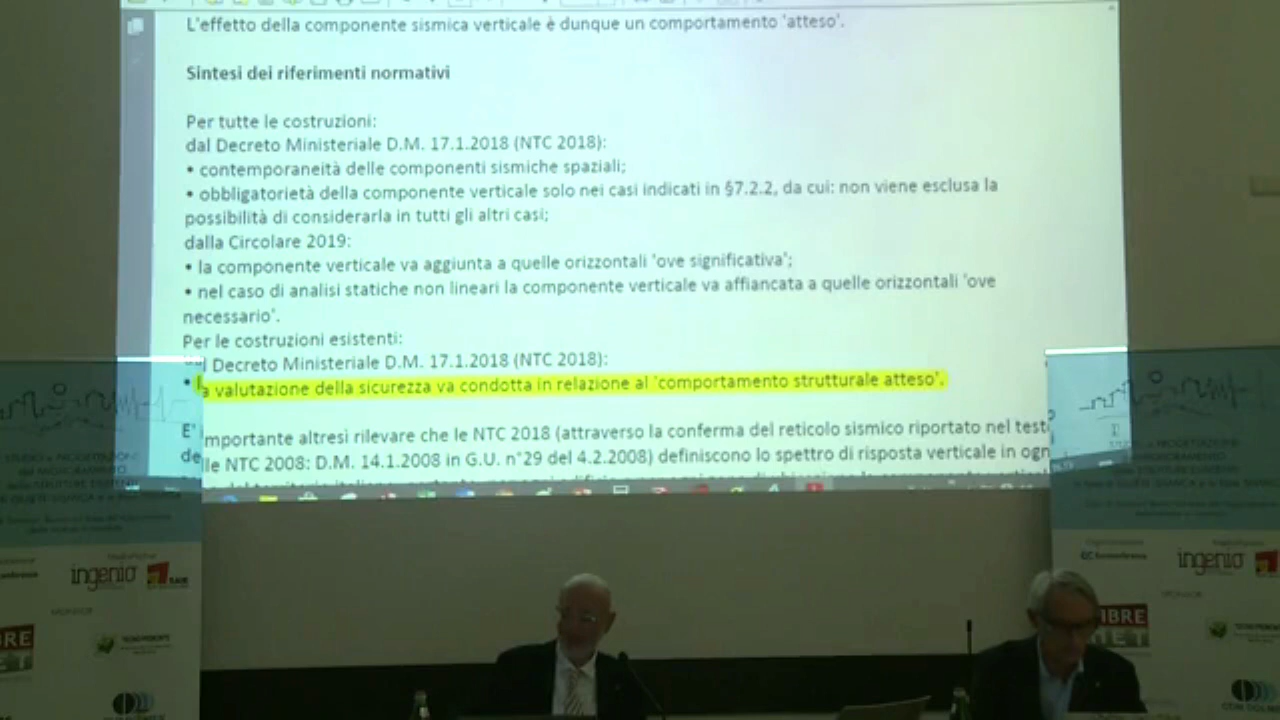 L'effetto della componente sismica verticale è dunque un comportamento 'atteso'.
Sintesi dei riferimenti normativi
Per tutte le costruzioni:
dal Decreto Ministeriale D.M. 17.1.2018 (NTC 2018):
• contemporaneità delle componenti sismiche spaziali;
• obbligatorietà della componente verticale solo nei casi indicati in §7.2.2, da cui: non viene esclusa la
possibilità di considerarla in tutti gli altri casi;
dalla Circolare 2019:
• la componente verticale va aggiunta a quelle orizzontali 'ove significativa';
• nel caso di analisi statiche non lineari la componente verticale va affiancata a quelle orizzontali 'ove
necessario'.
Per le costruzioni esistenti:
dal Decreto Ministeriale D.M. 17.1.2018 (NTC 2018):
• la valutazione della sicurezza va condotta in relazione al 'comportamento strutturale atteso'.
E' importante altresì rilevare che le NTC 2018 (attraverso la conferma del reticolo sismico riportato nel testo
delle NTC 2008: D.M. 14.1.2008 in G.U. n°29 del 4.2.2008) definiscono lo spettro di risposta verticale in ogn
ingenio
ingenio
SPONSOR